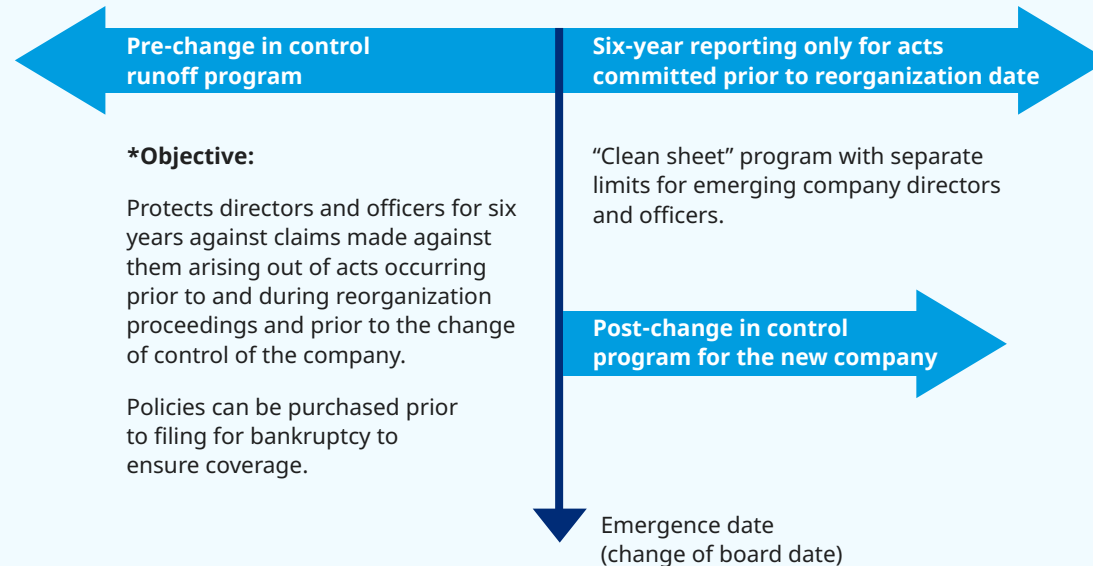 Pre-change in control
runoff program
Six-year reporting only for acts
committed prior to reorganization date
*Objective:
Protects directors and officers for six
years against claims made against
them arising out of acts occurring
prior to and during reorganization
proceedings and prior to the change
of control of the company.
Policies can be purchased prior
to filing for bankruptcy to
ensure coverage.
“Clean sheet” program with separate
limits for emerging company directors
and officers.
Post-change in control
program for the new company
Emergence date
(change of board date)